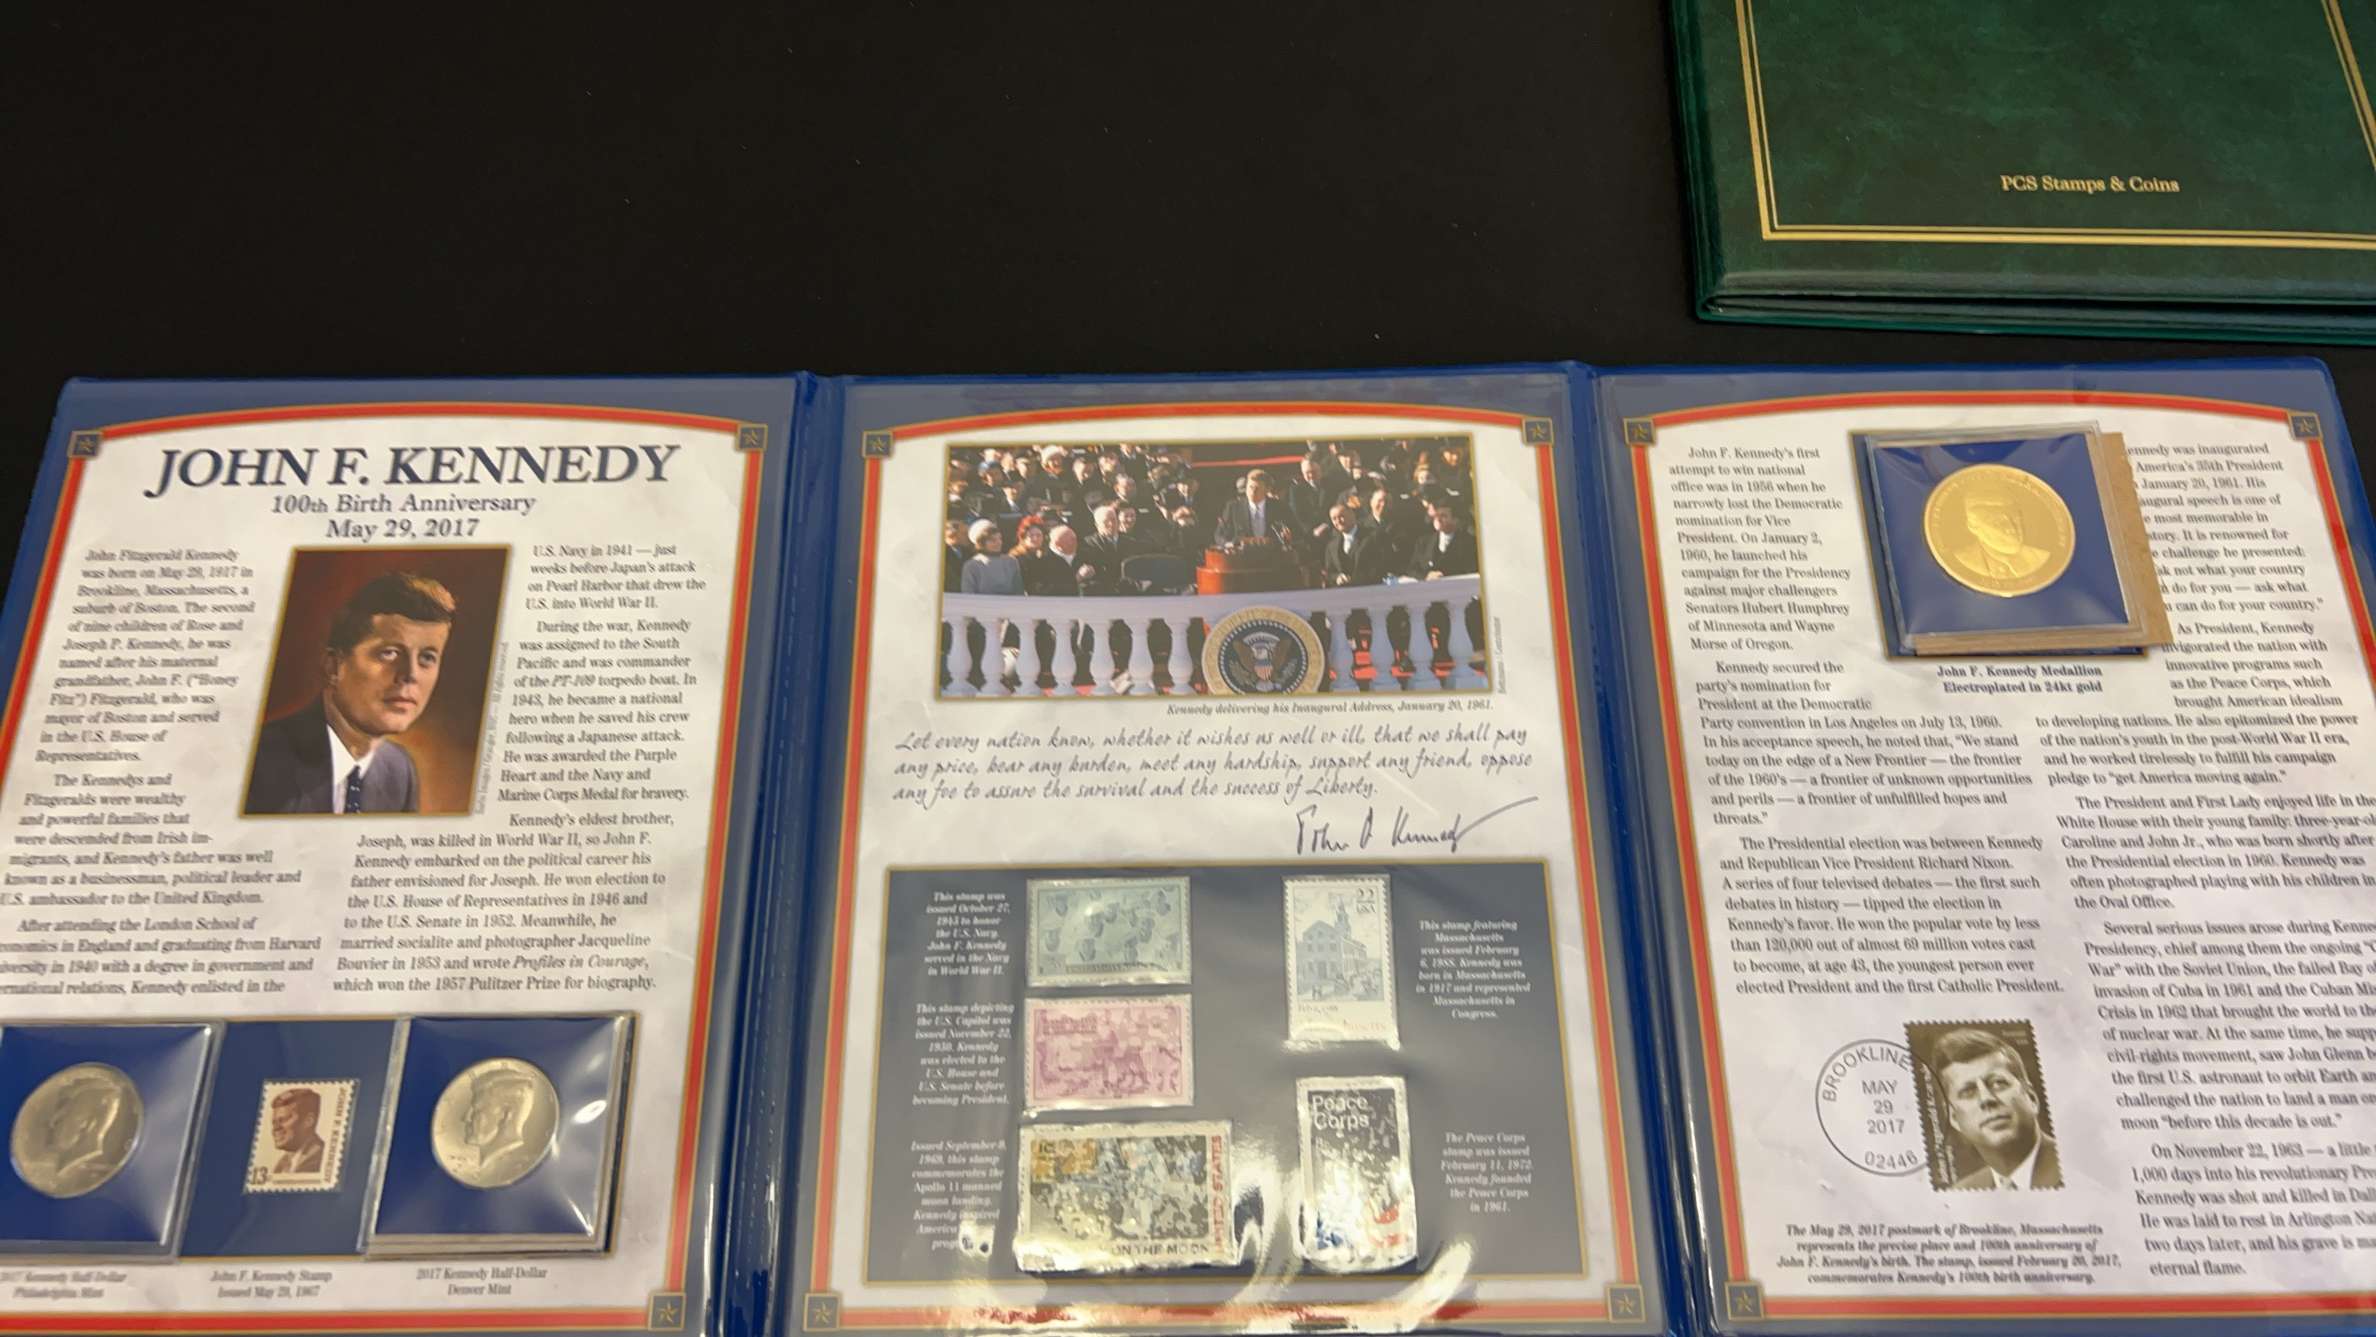 PCS Stamps & Coins
JOHN F. KENNEDY
100th Birth Anniversary
May 29, 2017
John Fitzgerald Kennedy
was born on May 29, 1917 in
Brookline, Massachusetts, a
suburb of Boston. The second
of nine children of Rose and
Joseph P. Kennedy, he was
named after his maternal
grandfather, John F. ("Honey
Fitz") Fitzgerald, who was
mayor of Boston and served
in the U.S. House of
Representatives.
The Kennedys and
Fitzgeralds were wealthy
and powerful families that
were descended from Irish im-
migrants, and Kennedy's father was well
known as a businessman, political leader and
U.S. ambassador to the United Kingdom.
After attending the London School of
in England and graduating from Harvard
in 1940 with a degree in government and
relations, Kennedy enlisted in the
U.S. Navy in 1941 — just
weeks before Japan's attack
on Pearl Harbor that drew the
U.S. into World War II.
During the war, Kennedy
was assigned to the South
Pacific and was commander
of the PT-109 torpedo boat. In
1943, he became a national
hero when he saved his crew
following a Japanese attack.
He was awarded the Purple
Heart and the Navy and
Marine Corps Medal for bravery.
Kennedy's eldest brother,
Joseph, was killed in World War II, so John F.
Kennedy embarked on the political career his
father envisioned for Joseph. He won election to
the U.S. House of Representatives in 1946 and
to the U.S. Senate in 1952. Meanwhile, he
married socialite and photographer Jacqueline
Bouvier in 1953 and wrote Profiles in Courage,
which won the 1957 Pulitzer Prize for biography.
13c
JOHN F. KENNEDY
2017 Kennedy Half-Dollar
Philadelphia Mint
John F. Kennedy Stamp
Issued May 29, 1967
2017 Kennedy Half-Dollar
Denver Mint
Kennedy delivering his Inaugural Address, January 20, 1961.
Let every nation know, whether it wishes us well or ill, that we shall pay
any price, bear any burden, meet any hardship, support any friend, oppose
any foe to assure the survival and the success of Liberty.
John F Kennedy
This stamp was
issued October 27,
1945 to honor
the U.S. Navy.
John F. Kennedy
served in the Navy
in World War II.
This stamp depicting
the U.S. Capitol was
issued November 22,
1950. Kennedy
was elected to the
U.S. House and
U.S. Senate before
becoming President.
Issued September 9,
1969, this stamp
commemorates the
Apollo 11 manned
moon landing.
Kennedy inspired
America
ON THE MOON
UNITED STATES
22
USA
This stamp featuring
Massachusetts
was issued February
6, 1988. Kennedy was
born in Massachusetts
in 1917 and represented
Massachusetts in
Congress.
Peace
Corps
The Peace Corps
stamp was issued
February 11, 1972.
Kennedy founded
the Peace Corps
in 1961.
John F. Kennedy's first
attempt to win national
office was in 1956 when he
narrowly lost the Democratic
nomination for Vice
President. On January 2,
1960, he launched his
campaign for the Presidency
against major challengers
Senators Hubert Humphrey
of Minnesota and Wayne
Morse of Oregon.
Kennedy secured the
party's nomination for
President at the Democratic
Party convention in Los Angeles on July 13, 1960.
In his acceptance speech, he noted that, "We stand
today on the edge of a New Frontier — the frontier
of the 1960's — a frontier of unknown opportunities
and perils — a frontier of unfulfilled hopes and
threats."
The Presidential election was between Kennedy
and Republican Vice President Richard Nixon.
A series of four televised debates — the first such
debates in history — tipped the election in
Kennedy's favor. He won the popular vote by less
than 120,000 out of almost 69 million votes cast
to become, at age 43, the youngest person ever
elected President and the first Catholic President.
John F. Kennedy Medallion
Electroplated in 24kt gold
BROOKLINE
MAY
29
2017
02446
The May 29, 2017 postmark of Brookline, Massachusetts
represents the precise place and 100th anniversary of
John F. Kennedy's birth. The stamp, issued February 20, 2017,
commemorates Kennedy's 100th birth anniversary.
ennedy was inaugurated
America's 35th President
January 20, 1961. His
augural speech is one of
most memorable in
story. It is renowned for
challenge he presented:
sk not what your country
do for you — ask what
can do for your country."
As President, Kennedy
invigorated the nation with
innovative programs such
as the Peace Corps, which
brought American idealism
to developing nations. He also epitomized the power
of the nation's youth in the post-World War II era,
and he worked tirelessly to fulfill his campaign
pledge to "get America moving again."
The President and First Lady enjoyed life in the
White House with their young family: three-year-ol
Caroline and John Jr., who was born shortly after
the Presidential election in 1960. Kennedy was
often photographed playing with his children in
the Oval Office.
Several serious issues arose during Kenne
Presidency, chief among them the ongoing "C
War" with the Soviet Union, the failed Bay of
invasion of Cuba in 1961 and the Cuban Mis
Crisis in 1962 that brought the world to the
of nuclear war. At the same time, he supp
civil-rights movement, saw John Glenn b
the first U.S. astronaut to orbit Earth an
challenged the nation to land a man on
moon "before this decade is out."
On November 22, 1963 — a little
1,000 days into his revolutionary Pre
Kennedy was shot and killed in Dall
He was laid to rest in Arlington Nat
two days later, and his grave is ma
eternal flame.